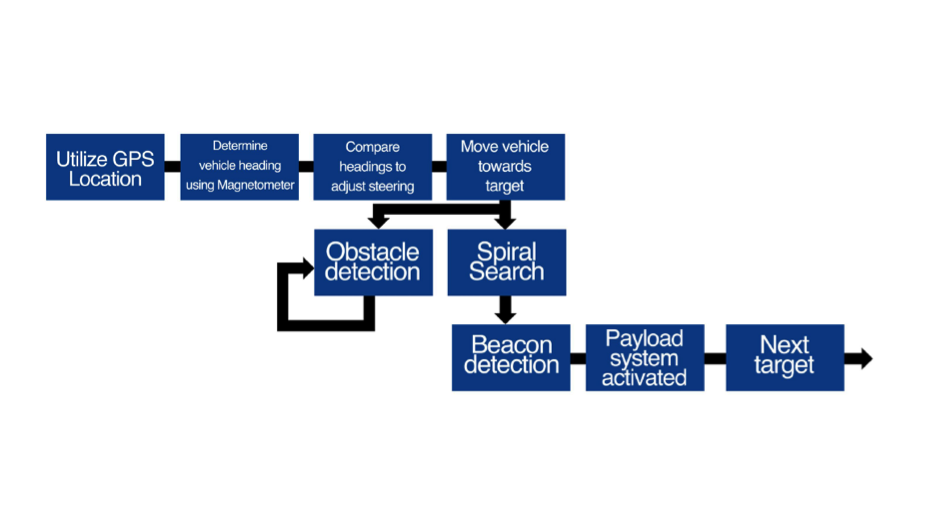 Utilize GPS
Location
Determine
vehicle heading
using Magnetometer
Compare
headings to
adjust steering
Move vehicle
towards
target
Obstacle
detection
Spiral
Search
Beacon
detection
Payload
system
activated
Next
target